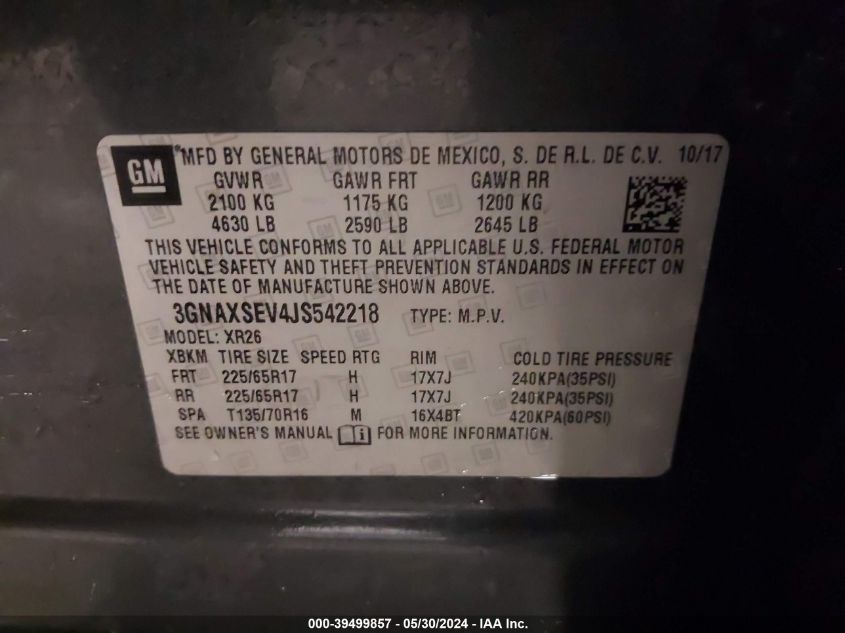 GM
MFD BY GENERAL MOTORS DE MEXICO, S. DE R.L. DE C.V. 10/17
GVWR GAWR FRT GAWR RR
2100 KG 1175 KG 1200 KG
4630 LB 2590 LB 2645 LB
THIS VEHICLE CONFORMS TO ALL APPLICABLE U.S. FEDERAL MOTOR
VEHICLE SAFETY AND THEFT PREVENTION STANDARDS IN EFFECT ON
THE DATE OF MANUFACTURE SHOWN ABOVE.
3GNAXSEV4JS542218 TYPE: M.P.V.
MODEL: XR26
XBKM TIRE SIZE SPEED RTG RIM COLD TIRE PRESSURE
FRT 225/65R17 H 17X7J 240KPA(35PSI)
RR 225/65R17 H 17X7J 240KPA(35PSI)
SPA T135/70R16 M 16X4BT 420KPA(60PSI)
SEE OWNER'S MANUAL FOR MORE INFORMATION.
000-39499857 - 05/30/2024 - IAA Inc.